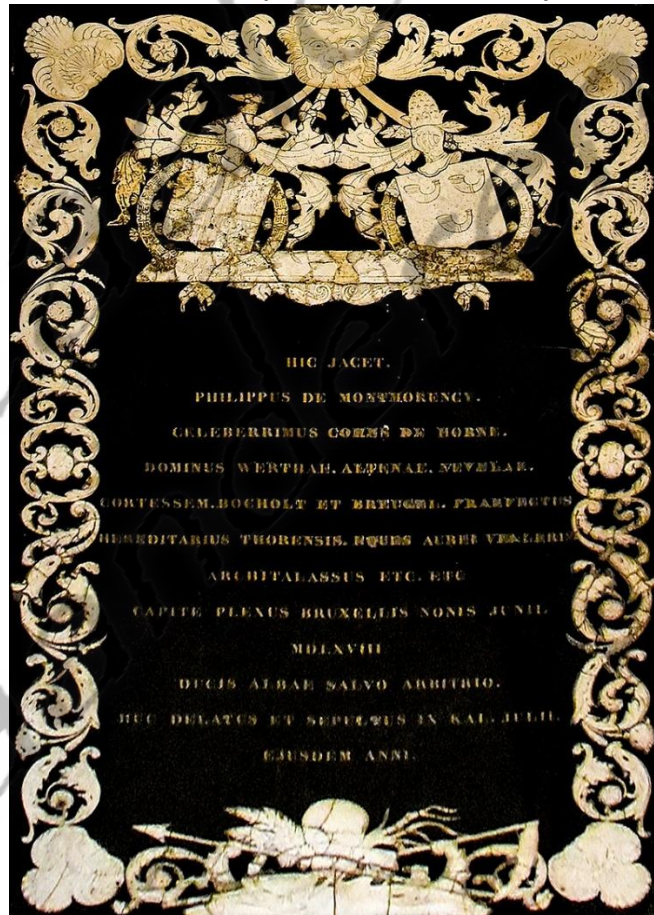 HIC JACET.
PHILIPPUS DE MONTMORENCY.
CELEBERRIMUS COMES DE HORNE.
DOMINUS WERTHAE. ALTENAE. NEVELAE.
CORTESSEM. BOCHOLT ET BREUGEL. PRAEFECTUS
HEREDITARIUS THORENSIS. EQUES AUREI VELLERIS
ARCHITALASSUS ETC. ETC
CAPITE PLEXUS BRUXELLIS NONIS JUNII.
MDLXVIII
DUCIS ALBAE SALVO ARBITRIO.
HUC DELATUS ET SEPULTUS IX KAL. JULII.
EJUSDEM ANNI.